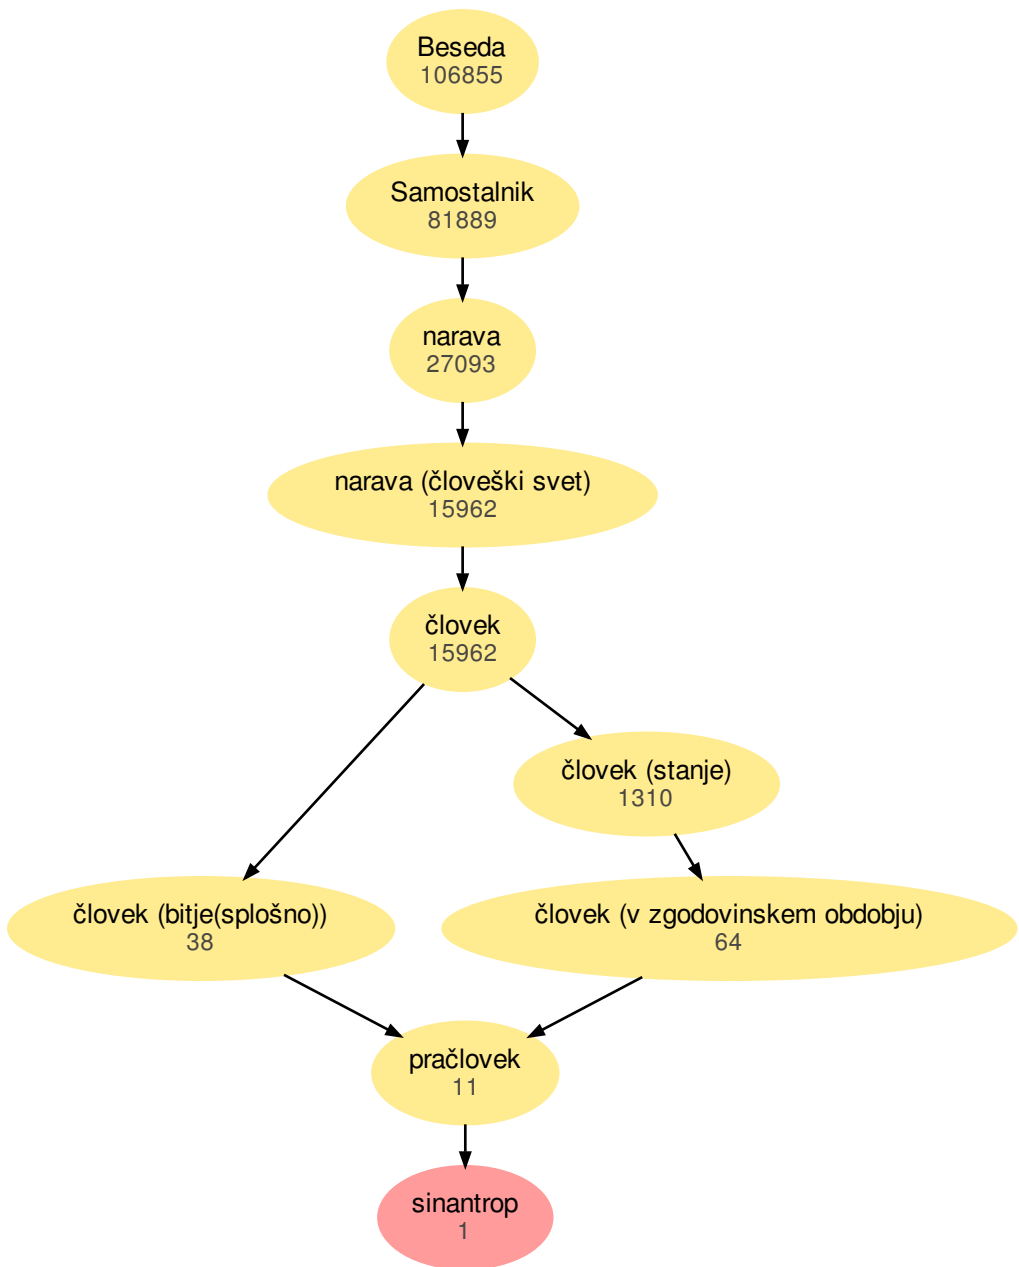 Beseda
106855
Samostalnik
81889
narava
27093
narava (človeški svet)
15962
človek
15962
človek (stanje)
1310
človek (bitje(splošno))
38
človek (v zgodovinskem obdobju)
64
pračlovek
11
sinantrop
1